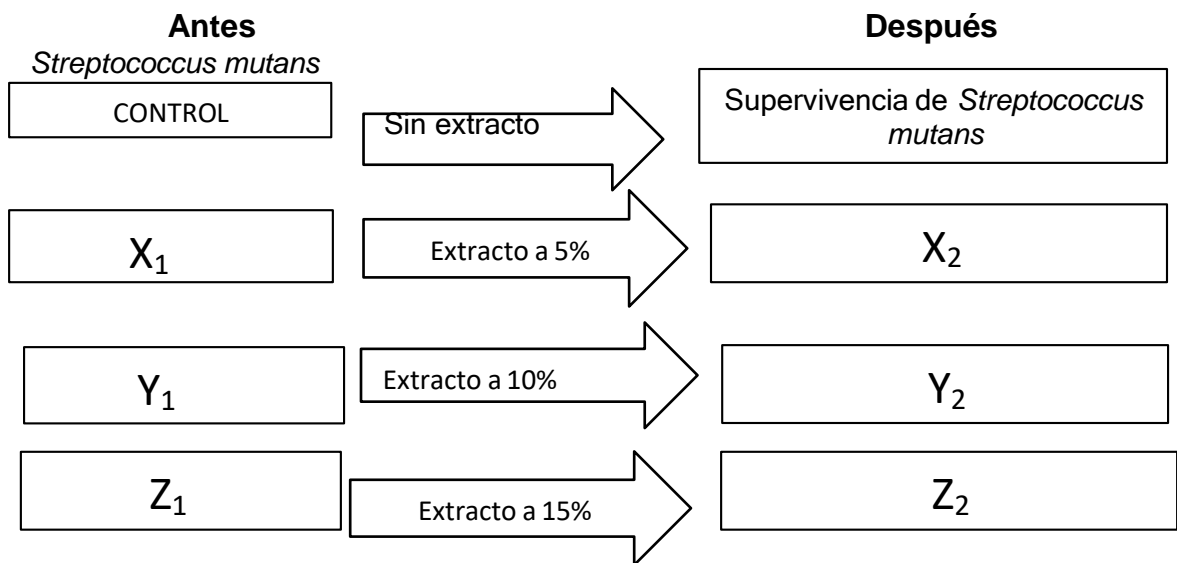 Antes
Después
Streptococcus mutans
CONTROL
Sin extracto
Supervivencia de Streptococcus
mutans
X₁
Extracto a 5%
X₂
Y₁
Extracto a 10%
Y₂
Z₁
Extracto a 15%
Z₂